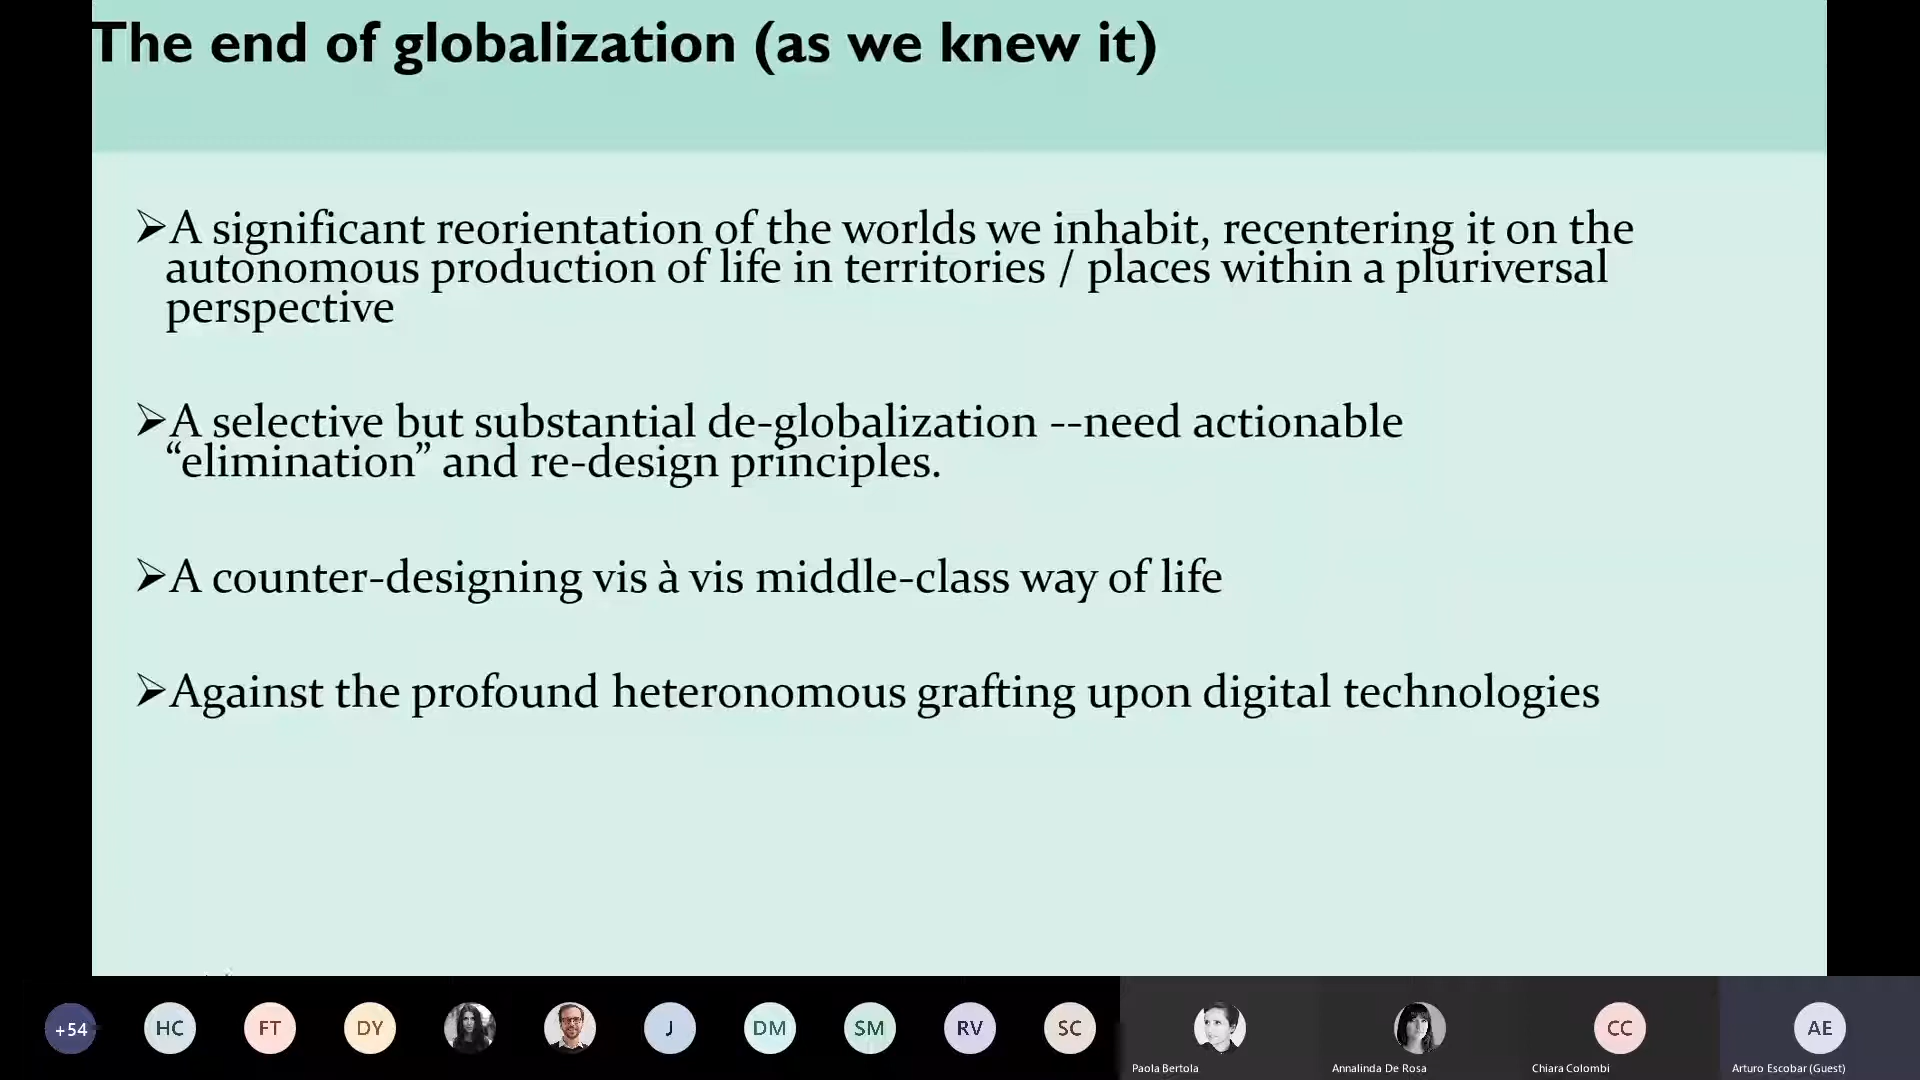 The end of globalization (as we knew it)
➢A significant reorientation of the worlds we inhabit, recentering it on the
autonomous production of life in territories / places within a pluriversal
perspective
➢A selective but substantial de-globalization --need actionable
“elimination” and re-design principles.
➢A counter-designing vis à vis middle-class way of life
➢Against the profound heteronomous grafting upon digital technologies
+54 HC FT DY J DM SM RV SC CC AE
Paola Bertola Annalinda De Rosa Chiara Colombi Arturo Escobar (Guest)